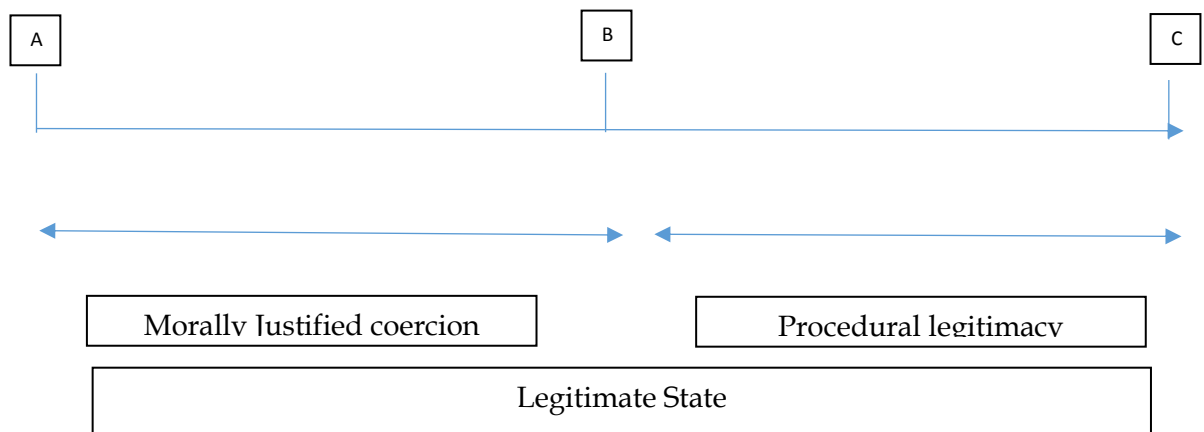 A
B
C
Morally Justified coercion
Procedural legitimacy
Legitimate State